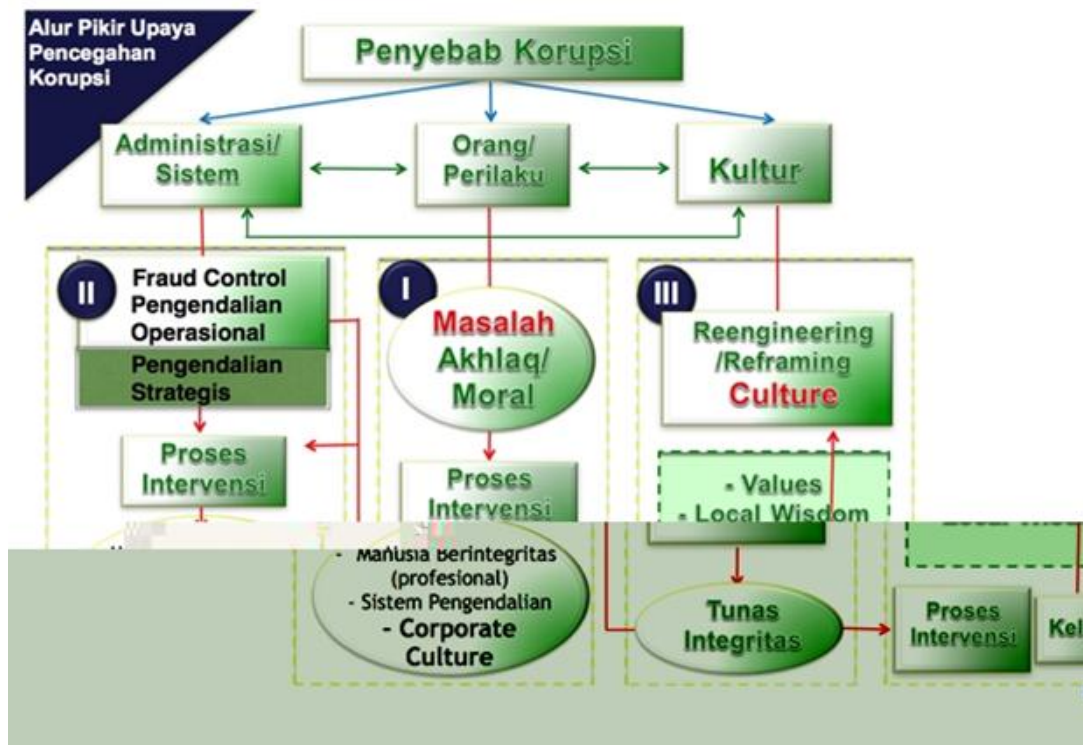 Alur Pikir Upaya
Pencegahan
Korupsi
Penyebab Korupsi
Administrasi/
Sistem
Orang/
Perilaku
Kultur
II
Fraud Control
Pengendalian
Operasional
Pengendalian
Strategis
Proses
Intervensi
I
Masalah
Akhlaq/
Moral
Proses
Intervensi
III
Reengineering
/Reframing
Culture
- Values
- Local Wisdom
- Manusia Berintegritas
(profesional)
- Sistem Pengendalian
- Corporate
Culture
Tunas
Integritas
Proses
Intervensi